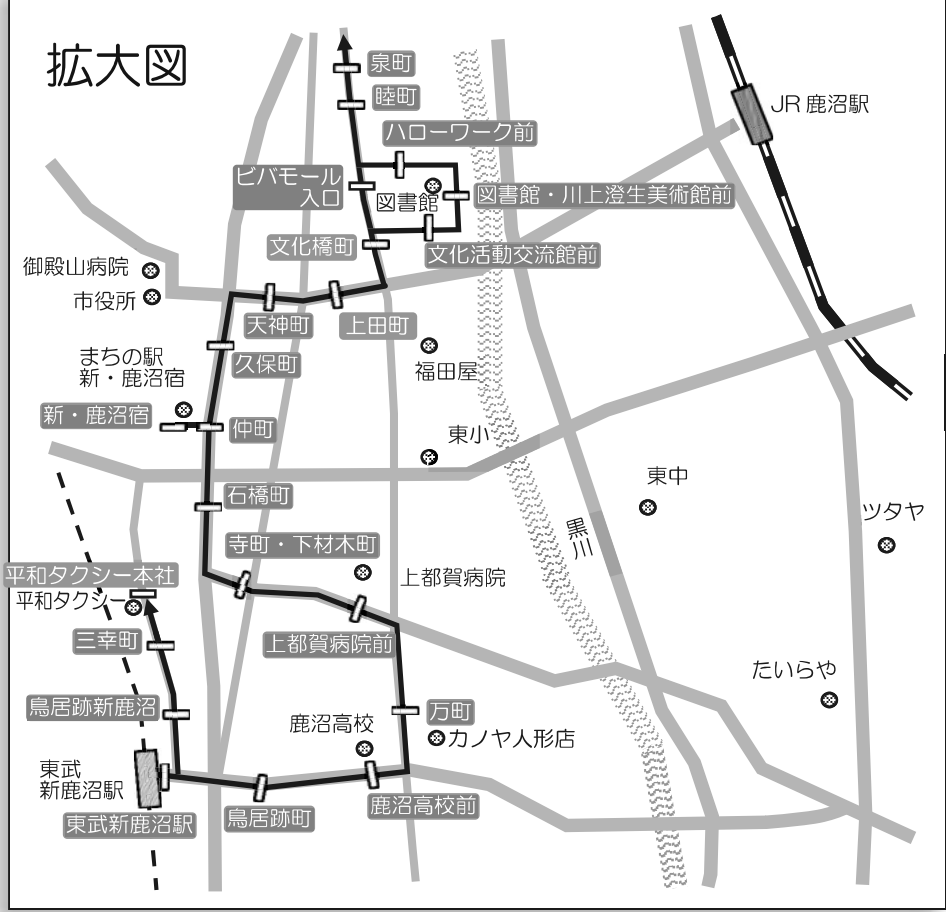 拡大図
泉町
睦町
JR 鹿沼駅
ハローワーク前
ビバモール
入口
図書館
図書館・川上澄生美術館前
文化橋町
文化活動交流館前
御殿山病院
市役所
天神町
上田町
久保町
まちの駅
新・鹿沼宿
福田屋
新・鹿沼宿
仲町
東小
石橋町
東中
ツタヤ
黒川
寺町・下材木町
平和タクシー本社
平和タクシー
上都賀病院
三幸町
上都賀病院前
たいらや
鳥居跡新鹿沼
鹿沼高校
万町
カノヤ人形店
東武
新鹿沼駅
東武新鹿沼駅
鳥居跡町
鹿沼高校前